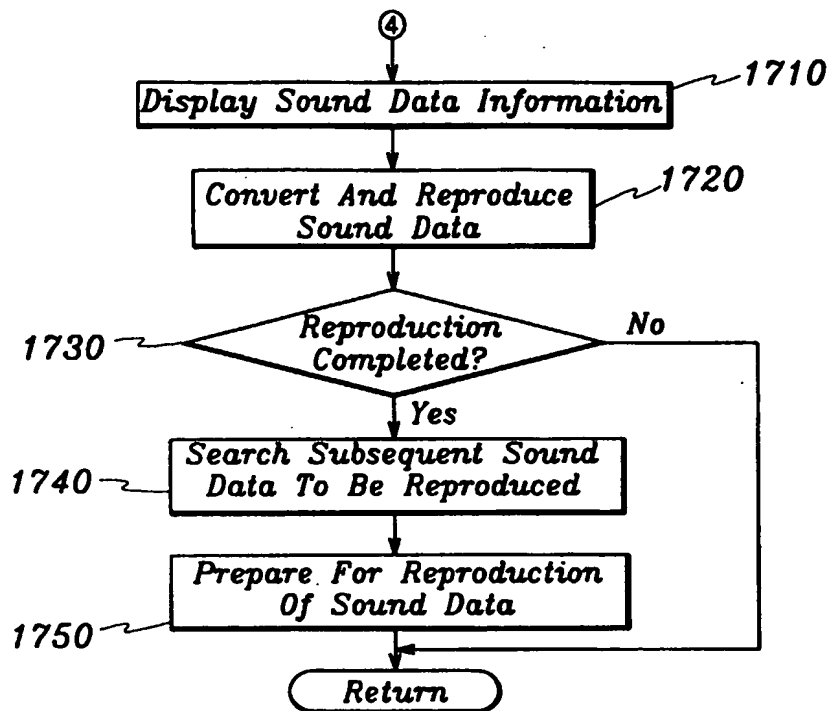 ④
Display Sound Data Information
1710
Convert And Reproduce
Sound Data
1720
Reproduction
Completed?
1730
No
Yes
Search Subsequent Sound
Data To Be Reproduced
1740
Prepare For Reproduction
Of Sound Data
1750
Return